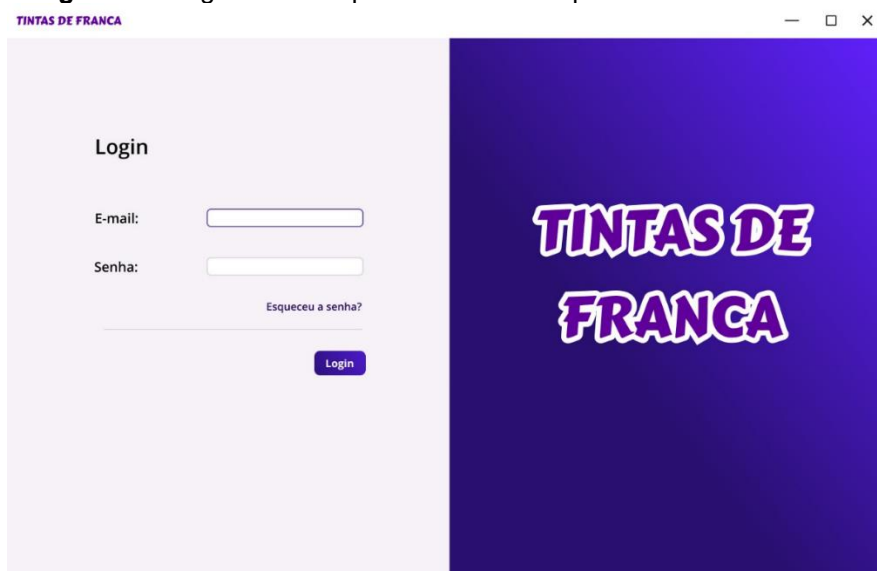 TINTAS DE FRANCA
Login
E-mail:
Senha:
Esqueceu a senha?
Login
TINTAS DE
FRANCA